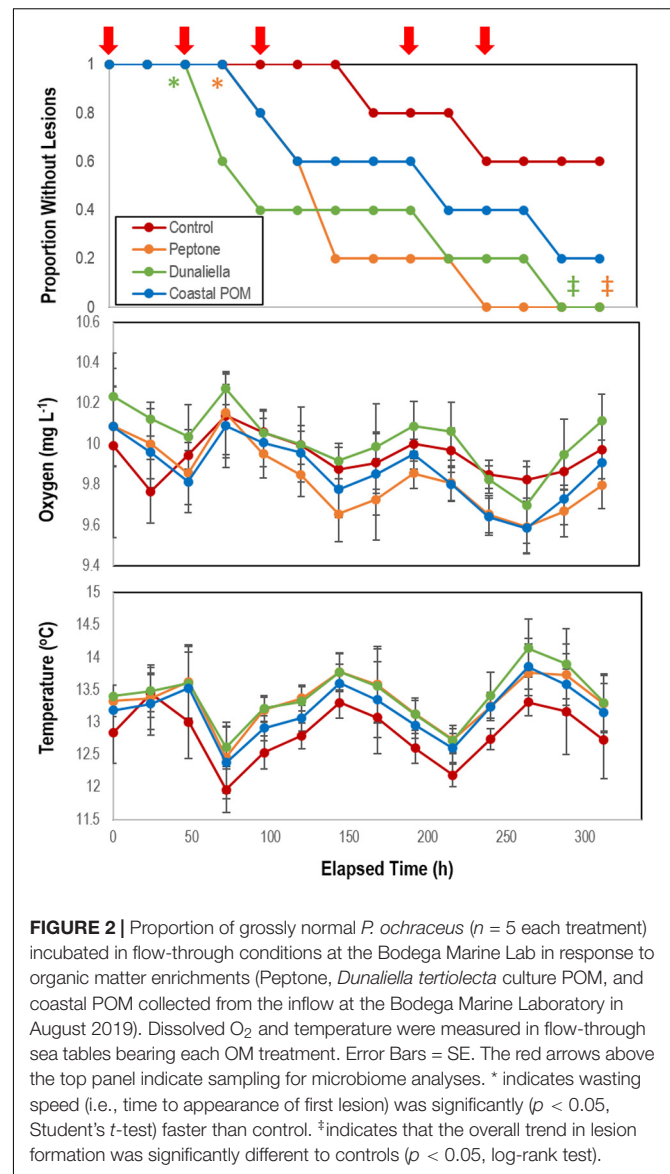 1
0.8
0.6
0.4
0.2
0
Proportion Without Lesions
* *
Control
Peptone
Dunaliella
Coastal POM
‡ ‡
10.6
10.4
10.2
10
9.8
9.6
9.4
Oxygen (mg L-1)
15
14.5
14
13.5
13
12.5
12
11.5
Temperature (ºC)
0 50 100 150 200 250 300
Elapsed Time (h)
FIGURE 2 | Proportion of grossly normal P. ochraceus (n = 5 each treatment)
incubated in flow-through conditions at the Bodega Marine Lab in response to
organic matter enrichments (Peptone, Dunaliella tertiolecta culture POM, and
coastal POM collected from the inflow at the Bodega Marine Laboratory in
August 2019). Dissolved O2 and temperature were measured in flow-through
sea tables bearing each OM treatment. Error Bars = SE. The red arrows above
the top panel indicate sampling for microbiome analyses. * indicates wasting
speed (i.e., time to appearance of first lesion) was significantly (p < 0.05,
Student's t-test) faster than control. ‡indicates that the overall trend in lesion
formation was significantly different to controls (p < 0.05, log-rank test).